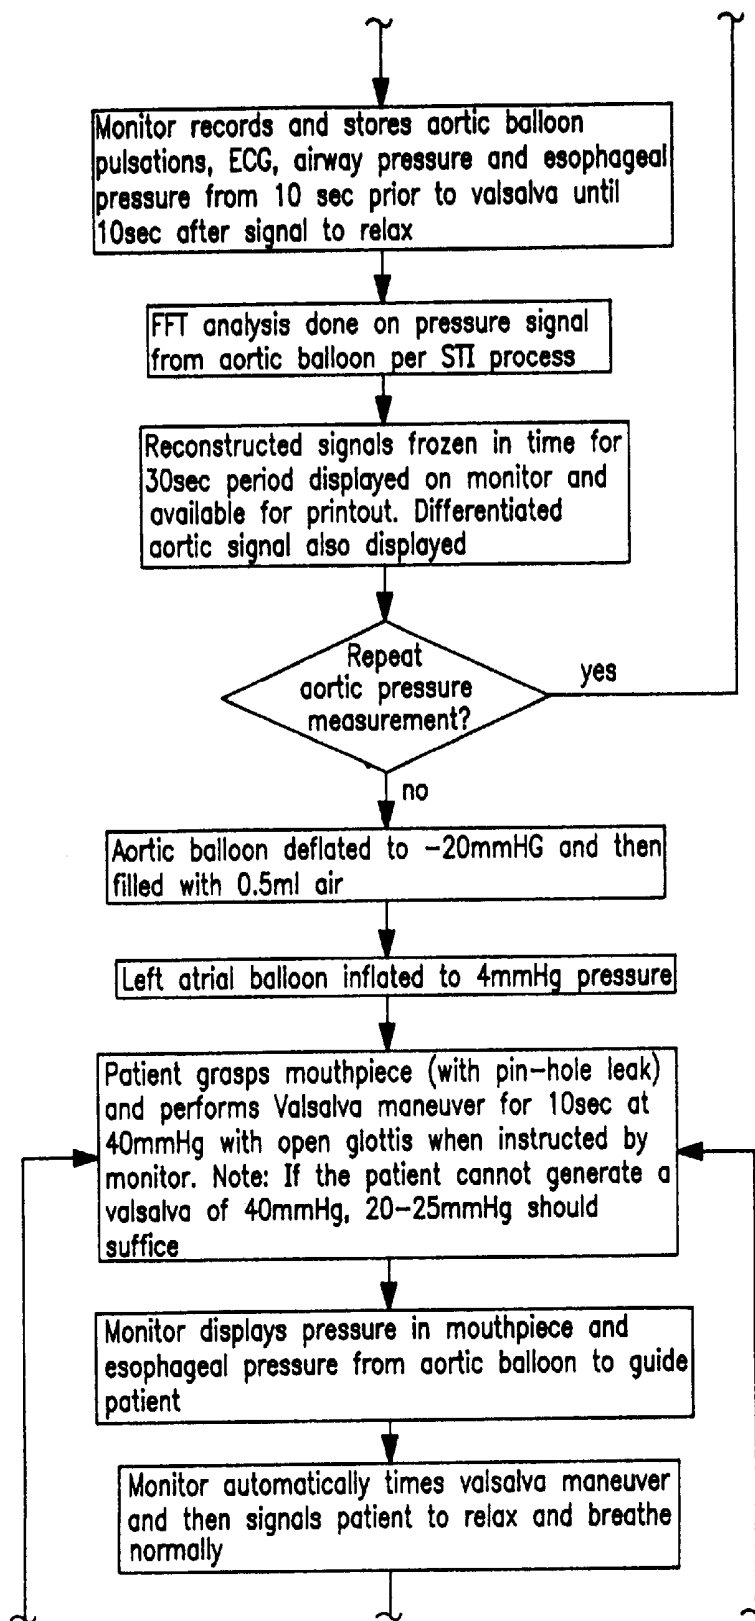 Monitor records and stores aortic balloon
pulsations, ECG, airway pressure and esophageal
pressure from 10 sec prior to valsalva until
10sec after signal to relax
FFT analysis done on pressure signal
from aortic balloon per STI process
Reconstructed signals frozen in time for
30sec period displayed on monitor and
available for printout. Differentiated
aortic signal also displayed
Repeat
aortic pressure
measurement?
yes
no
Aortic balloon deflated to -20mmHG and then
filled with 0.5ml air
Left atrial balloon inflated to 4mmHg pressure
Patient grasps mouthpiece (with pin-hole leak)
and performs Valsalva maneuver for 10sec at
40mmHg with open glottis when instructed by
monitor. Note: If the patient cannot generate a
valsalva of 40mmHg, 20-25mmHg should
suffice
Monitor displays pressure in mouthpiece and
esophageal pressure from aortic balloon to guide
patient
Monitor automatically times valsalva maneuver
and then signals patient to relax and breathe
normally